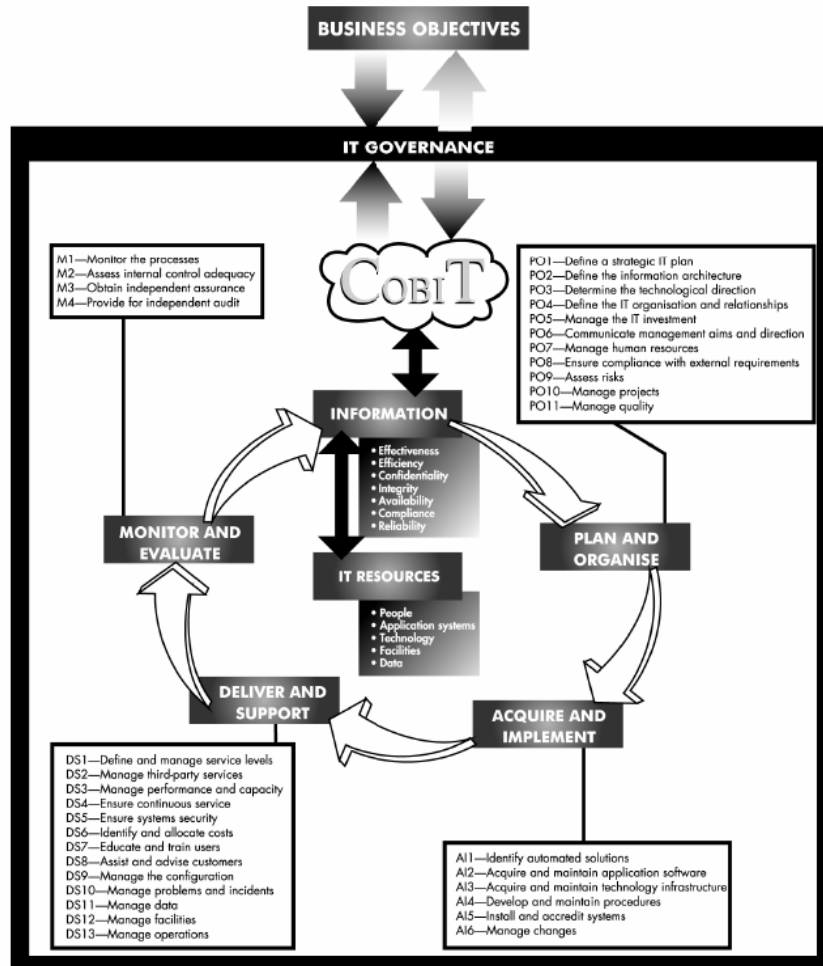 BUSINESS OBJECTIVES
IT GOVERNANCE
COBIT
M1—Monitor the processes
M2—Assess internal control adequacy
M3—Obtain independent assurance
M4—Provide for independent audit
PO1—Define a strategic IT plan
PO2—Define the information architecture
PO3—Determine the technological direction
PO4—Define the IT organisation and relationships
PO5—Manage the IT investment
PO6—Communicate management aims and direction
PO7—Manage human resources
PO8—Ensure compliance with external requirements
PO9—Assess risks
PO10—Manage projects
PO11—Manage quality
INFORMATION
• Effectiveness
• Efficiency
• Confidentiality
• Integrity
• Availability
• Compliance
• Reliability
MONITOR AND
EVALUATE
PLAN AND
ORGANISE
IT RESOURCES
• People
• Application systems
• Technology
• Facilities
• Data
DELIVER AND
SUPPORT
ACQUIRE AND
IMPLEMENT
DS1—Define and manage service levels
DS2—Manage third-party services
DS3—Manage performance and capacity
DS4—Ensure continuous service
DS5—Ensure systems security
DS6—Identify and allocate costs
DS7—Educate and train users
DS8—Assist and advise customers
DS9—Manage the configuration
DS10—Manage problems and incidents
DS11—Manage data
DS12—Manage facilities
DS13—Manage operations
AI1—Identify automated solutions
AI2—Acquire and maintain application software
AI3—Acquire and maintain technology infrastructure
AI4—Develop and maintain procedures
AI5—Install and accredit systems
AI6—Manage changes